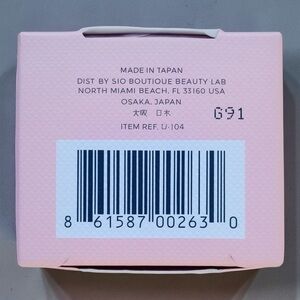 MADE IN JAPAN
DIST BY SIO BOUTIQUE BEAUTY LAB
NORTH MIAMI BEACH, FL 33160 USA
OSAKA, JAPAN
大阪 日本
G91
ITEM REF. U-104
8 61587 00263 0